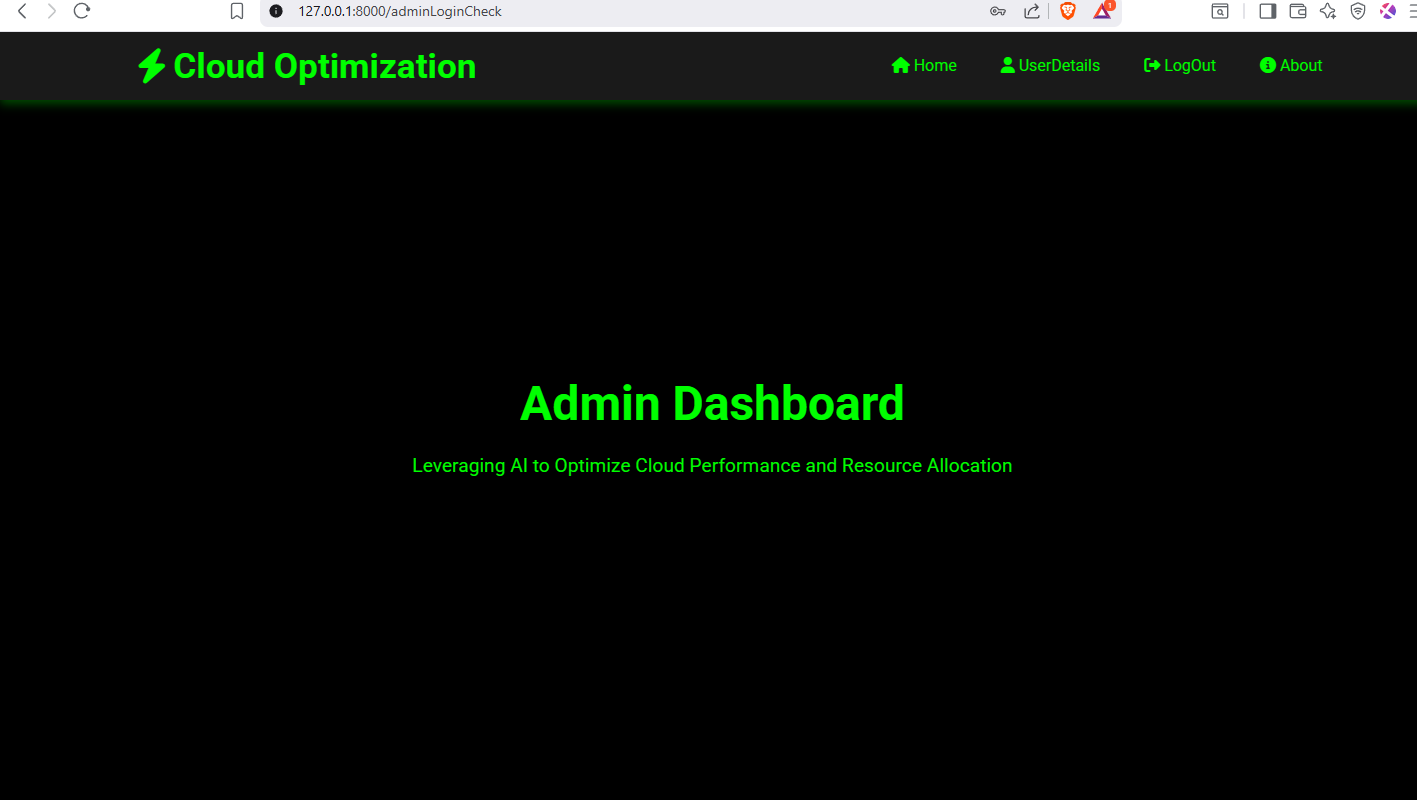 127.0.0.1:8000/adminLoginCheck
1
Cloud Optimization
Home UserDetails LogOut About
Admin Dashboard
Leveraging AI to Optimize Cloud Performance and Resource Allocation